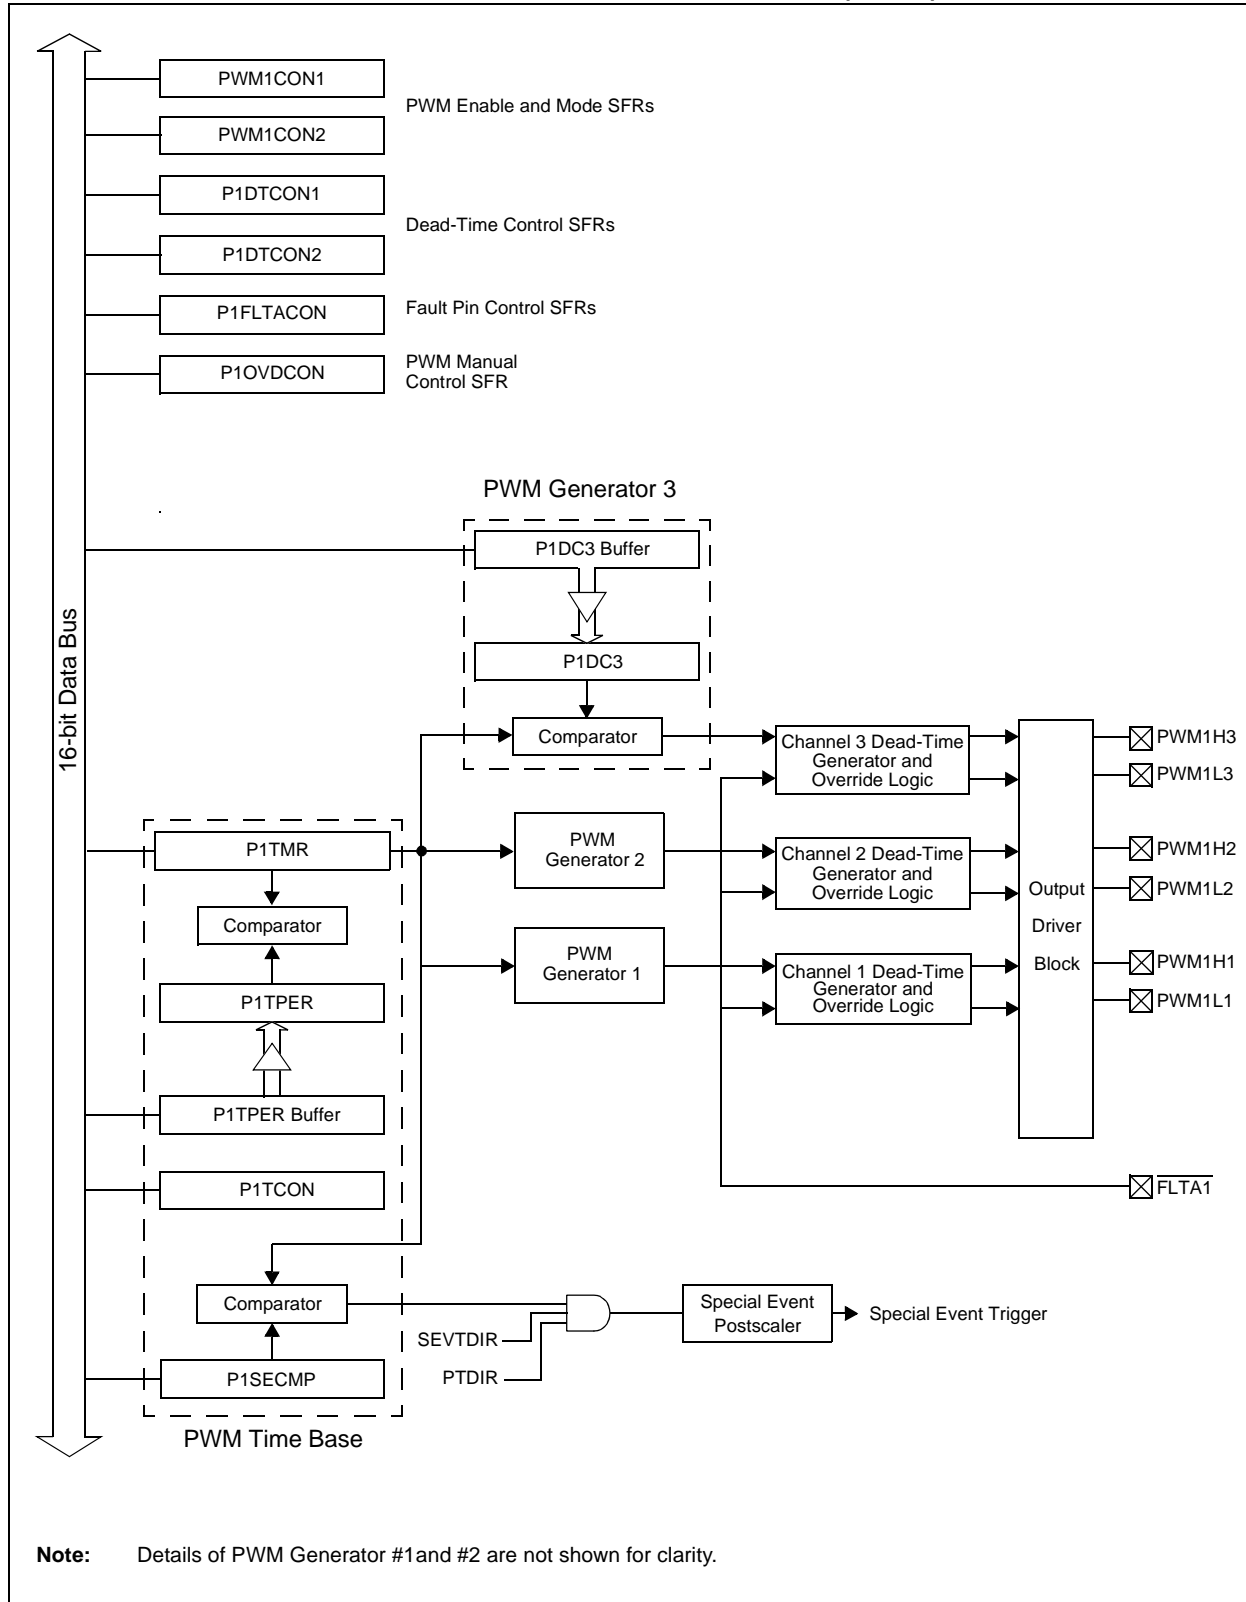 PWM1CON1
PWM Enable and Mode SFRs
PWM1CON2
P1DTCON1
Dead-Time Control SFRs
P1DTCON2
P1FLTACON
Fault Pin Control SFRs
P1OVDCON
PWM Manual
Control SFR
16-bit Data Bus
PWM Generator 3
P1DC3 Buffer
P1DC3
Comparator
Channel 3 Dead-Time
Generator and
Override Logic
PWM1H3
PWM1L3
P1TMR
Comparator
P1TPER
P1TPER Buffer
P1TCON
Comparator
P1SECMP
PWM Time Base
PWM
Generator 2
Channel 2 Dead-Time
Generator and
Override Logic
PWM1H2
PWM1L2
PWM
Generator 1
Channel 1 Dead-Time
Generator and
Override Logic
Output
Driver
Block
PWM1H1
PWM1L1
FLTA1
SEVTDIR
PTDIR
Special Event
Postscaler
Special Event Trigger
Note: Details of PWM Generator #1and #2 are not shown for clarity.